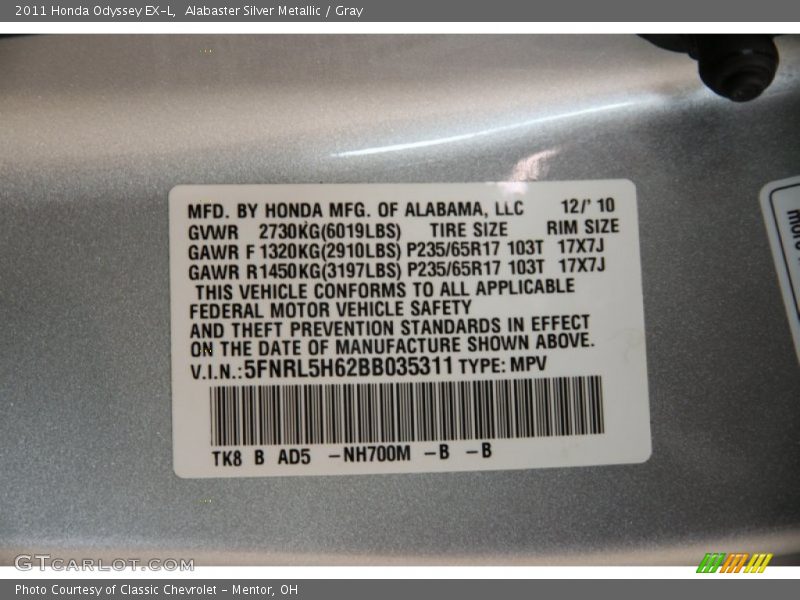 2011 Honda Odyssey EX-L, Alabaster Silver Metallic / Gray
MFD. BY HONDA MFG. OF ALABAMA, LLC 12/' 10
GVWR 2730KG(6019LBS) TIRE SIZE RIM SIZE
GAWR F 1320KG(2910LBS) P235/65R17 103T 17X7J
GAWR R1450KG(3197LBS) P235/65R17 103T 17X7J
THIS VEHICLE CONFORMS TO ALL APPLICABLE
FEDERAL MOTOR VEHICLE SAFETY
AND THEFT PREVENTION STANDARDS IN EFFECT
ON THE DATE OF MANUFACTURE SHOWN ABOVE.
V.I.N.:5FNRL5H62BB035311 TYPE: MPV
TK8 B AD5 -NH700M -B -B
GTCARLOT.COM
Photo Courtesy of Classic Chevrolet - Mentor, OH